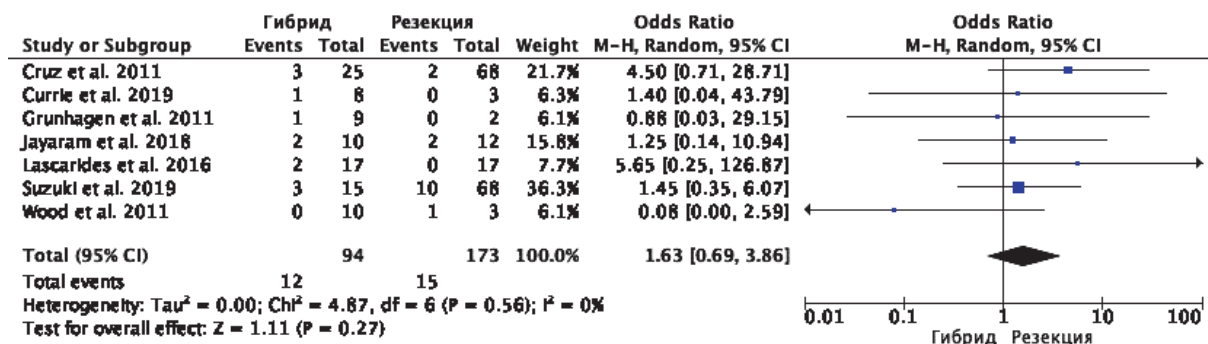 Гибрид Резекция Odds Ratio Odds Ratio
Study or Subgroup Events Total Events Total Weight M-H, Random, 95% CI M-H, Random, 95% CI
Cruz et al. 2011 3 25 2 68 21.7% 4.50 [0.71, 28.71]
Currie et al. 2019 1 8 0 3 6.3% 1.40 [0.04, 43.79]
Grunhagen et al. 2011 1 9 0 2 6.1% 0.88 [0.03, 29.15]
Jayaram et al. 2018 2 10 2 12 15.8% 1.25 [0.14, 10.94]
Lascarides et al. 2016 2 17 0 17 7.7% 5.65 [0.25, 126.87]
Suzuki et al. 2019 3 15 10 68 36.3% 1.45 [0.35, 6.07]
Wood et al. 2011 0 10 1 3 6.1% 0.08 [0.00, 2.59]
Total (95% CI) 94 173 100.0% 1.63 [0.69, 3.86]
Total events 12 15
Heterogeneity: Tau² = 0.00; Chi² = 4.87, df = 6 (P = 0.56); I² = 0%
Test for overall effect: Z = 1.11 (P = 0.27)
0.01 0.1 1 10 100
Гибрид Резекция